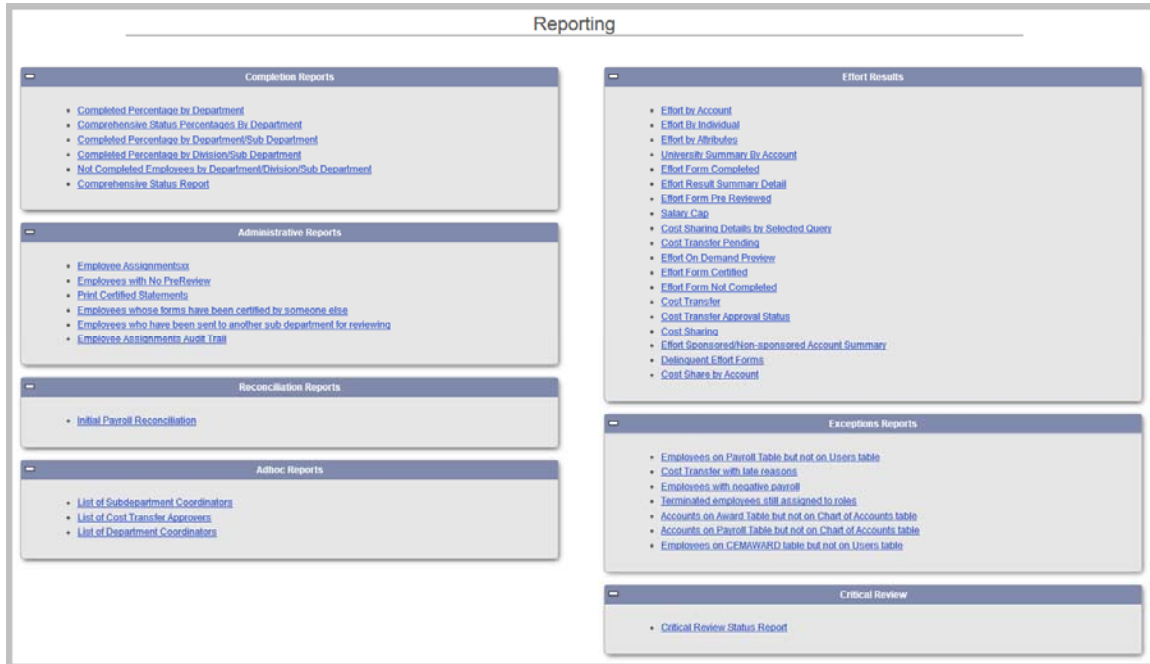 Reporting
Completion Reports
Completed Percentage by Department
Comprehensive Status Percentages By Department
Completed Percentage by Department/Sub Department
Completed Percentage by Division/Sub Department
Not Completed Employees by Department/Division/Sub Department
Comprehensive Status Report
Administrative Reports
Employee Assignmentsxx
Employees with No PreReview
Print Certified Statements
Employees whose forms have been certified by someone else
Employees who have been sent to another sub department for reviewing
Employee Assignments Audit Trail
Reconciliation Reports
Initial Payroll Reconciliation
Adhoc Reports
List of Subdepartment Coordinators
List of Cost Transfer Approvers
List of Department Coordinators
Effort Results
Effort by Account
Effort By Individual
Effort by Attributes
University Summary By Account
Effort Form Completed
Effort Result Summary Detail
Effort Form Pre Reviewed
Salary Cap
Cost Sharing Details by Selected Query
Cost Transfer Pending
Effort On Demand Preview
Effort Form Certified
Effort Form Not Completed
Cost Transfer
Cost Transfer Approval Status
Cost Sharing
Effort Sponsored/Non-sponsored Account Summary
Delinquent Effort Forms
Cost Share by Account
Exceptions Reports
Employees on Payroll Table but not on Users table
Cost Transfer with late reasons
Employees with negative payroll
Terminated employees still assigned to roles
Accounts on Award Table but not on Chart of Accounts table
Accounts on Payroll Table but not on Chart of Accounts table
Employees on CEMAWARD table but not on Users table
Critical Review
Critical Review Status Report